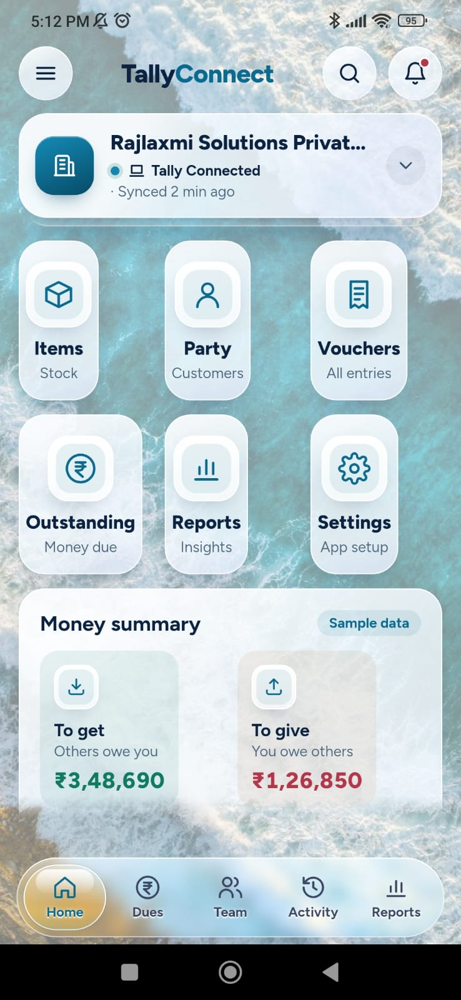 5:12 PM
95
TallyConnect
Rajlaxmi Solutions Privat...
Tally Connected
· Synced 2 min ago
Items
Stock
Party
Customers
Vouchers
All entries
Outstanding
Money due
Reports
Insights
Settings
App setup
Money summary
Sample data
To get
Others owe you
₹3,48,690
To give
You owe others
₹1,26,850
Home
Dues
Team
Activity
Reports